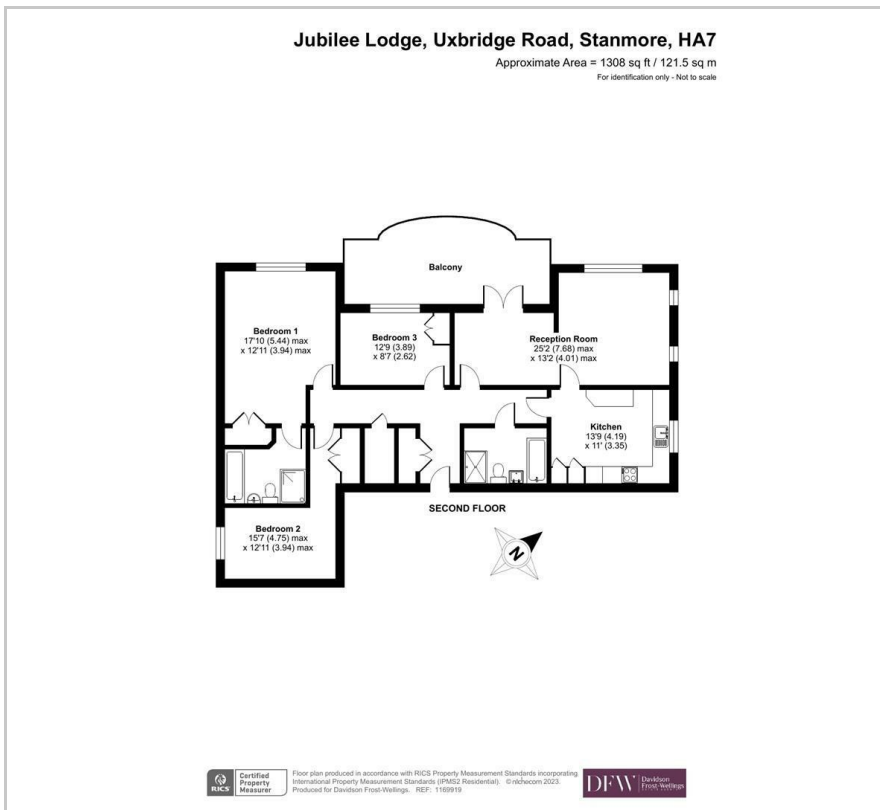 Jubilee Lodge, Uxbridge Road, Stanmore, HA7
Approximate Area = 1308 sq ft / 121.5 sq m
For identification only - Not to scale
Balcony
Bedroom 1
17'10 (5.44) max
x 12'11 (3.94) max
Bedroom 3
12'9 (3.89)
x 8'7 (2.62)
Reception Room
25'2 (7.68) max
x 13'2 (4.01) max
Kitchen
13'9 (4.19)
x 11' (3.35)
SECOND FLOOR
Bedroom 2
15'7 (4.75) max
x 12'11 (3.94) max
N
RICS
Certified
Property
Measurer
Floor plan produced in accordance with RICS Property Measurement Standards incorporating
International Property Measurement Standards (IPMS2 Residential). © nichecom 2023.
Produced for Davidson Frost-Wellings. REF: 1169919
DFW
Davidson
Frost-Wellings